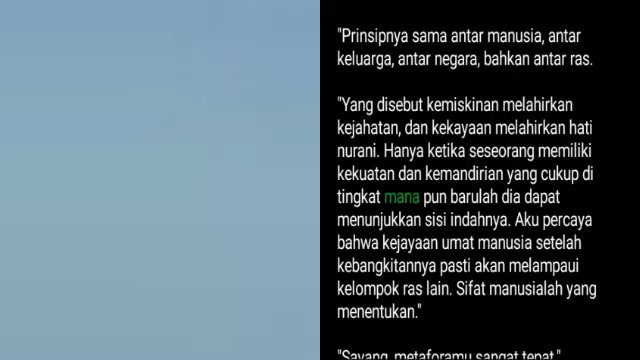 "Prinsipnya sama antar manusia, antar
keluarga, antar negara, bahkan antar ras.
"Yang disebut kemiskinan melahirkan
kejahatan, dan kekayaan melahirkan hati
nurani. Hanya ketika seseorang memiliki
kekuatan dan kemandirian yang cukup di
tingkat mana pun barulah dia dapat
menunjukkan sisi indahnya. Aku percaya
bahwa kejayaan umat manusia setelah
kebangkitannya pasti akan melampaui
kelompok ras lain. Sifat manusialah yang
menentukan."
"Sayang, metaforamu sangat tepat."